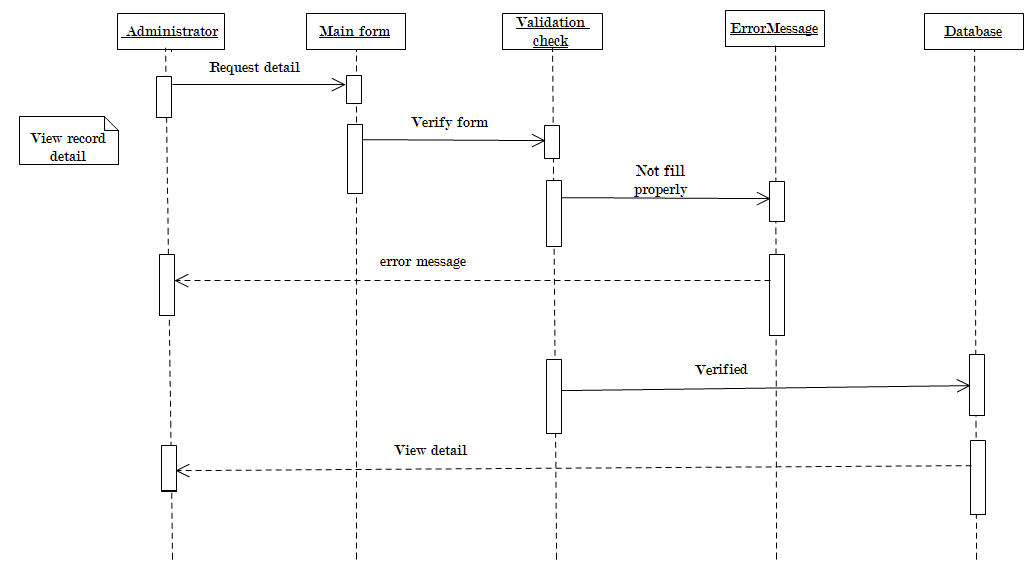 Administrator
Main form
Validation
check
ErrorMessage
Database
Request detail
View record
detail
Verify form
Not fill
properly
error message
Verified
View detail